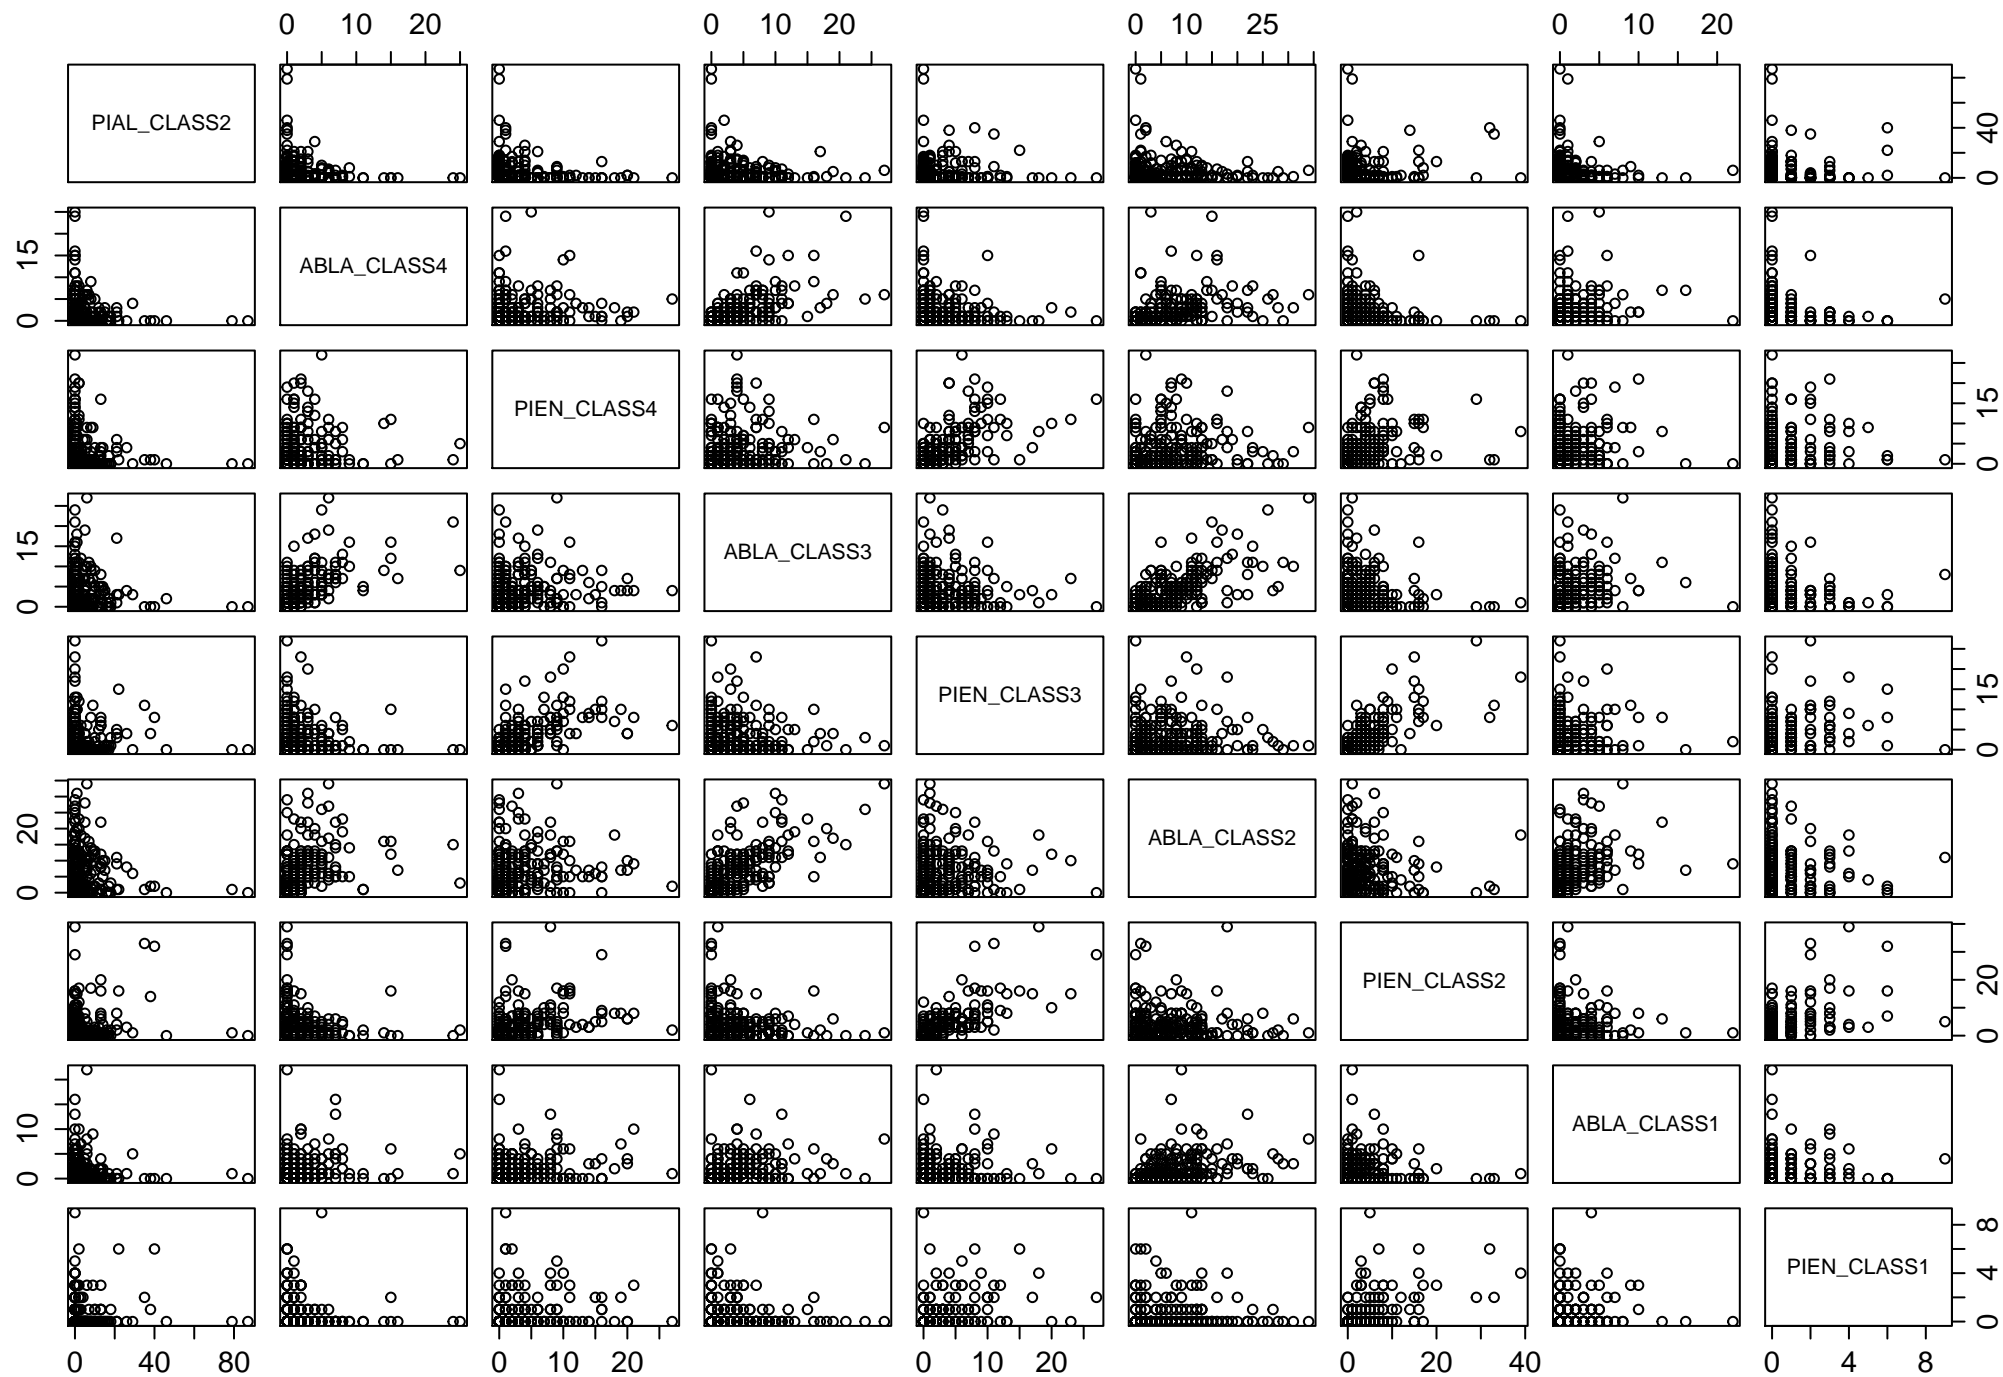 0 10 20 0 10 20 0 10 25 0 10 22
PIAL_CLASS2 0 40
0 15 ABLA_CLASS4
PIEN_CLASS4 0 15
0 15 ABLA_CLASS3
PIEN_CLASS3 0 15
0 20 ABLA_CLASS2
PIEN_CLASS2 0 20
0 10 ABLA_CLASS1
PIEN_CLASS1 0 4 8
0 40 80 0 10 20 0 10 20 0 20 40 0 4 8